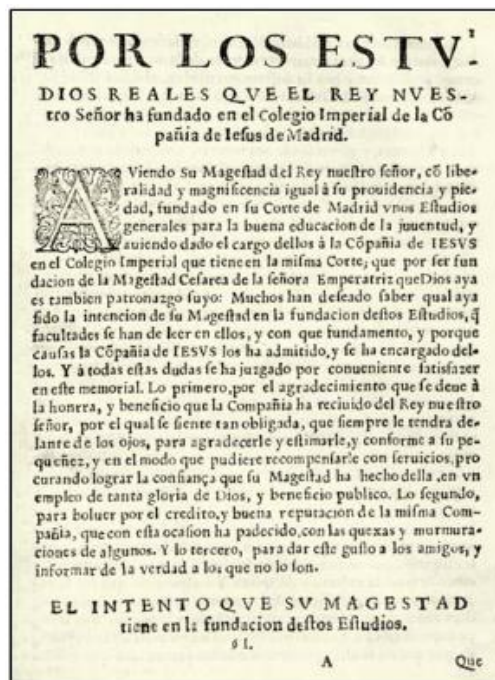 1
POR LOS ESTV-
DIOS REALES QVE EL REY NVES-
tro Señor ha fundado en el Colegio Imperial de la Cõ
pañia de Iesus de Madrid.
AViendo Su Mageſtad del Rey nueſtro ſeñor, cõ libe-
ralidad y magnificencia igual à ſu prouidencia y pie-
dad, fundado en ſu Corte de Madrid vnos Eſtudios
generales para la buena educacion de la juuentud, y
auiendo dado el cargo dellos à la Cõpañia de IESVS
en el Colegio Imperial que tiene en la miſma Corte, que por ſer fun
dacion de la Mageſtad Ceſarea de la ſeñora Emperatriz queDios aya
es tambien patronazgo ſuyo: Muchos han deſeado ſaber qual aya
ſido la intencion de ſu Mageſtad en la fundacion deſtos Eſtudios, q̃
facultades ſe han de leer en ellos, y con que fundamento, y porque
cauſas la Cõpañia de IESVS los ha admitido, y ſe ha encargado del-
los. Y à todas eſtas dudas ſe ha juzgado por conueniente ſatisfazer
en eſte memorial. Lo primero, por el agradecimiento que ſe deue à
la honrra, y beneficio que la Compañia ha reciuido del Rey nueſtro
ſeñor, por el qual ſe ſiente tan obligada, que ſiempre le tendra de-
lante de los ojos, para agradecerle y eſtimarle, y conforme a ſu pe-
queñez, y en el modo que pudiere recompenſarle con ſeruicios, pro
curando lograr la confiança que ſu Mageſtad ha hecho della .en vn
empleo de tanta gloria de Dios, y beneficio publico. Lo ſegundo,
para boluer por el credito, y buena reputacion de la miſma Com-
pañia, que con eſta ocaſion ha padecido, con las quexas y murmura-
ciones de algunos. Y lo tercero, para dar eſte guſto a los amigos, y
informar de la verdad a los que no lo ſon.
EL INTENTO QVE SV MAGESTAD
tiene en la fundacion deſtos Eſtudios.
§ I.
A Que